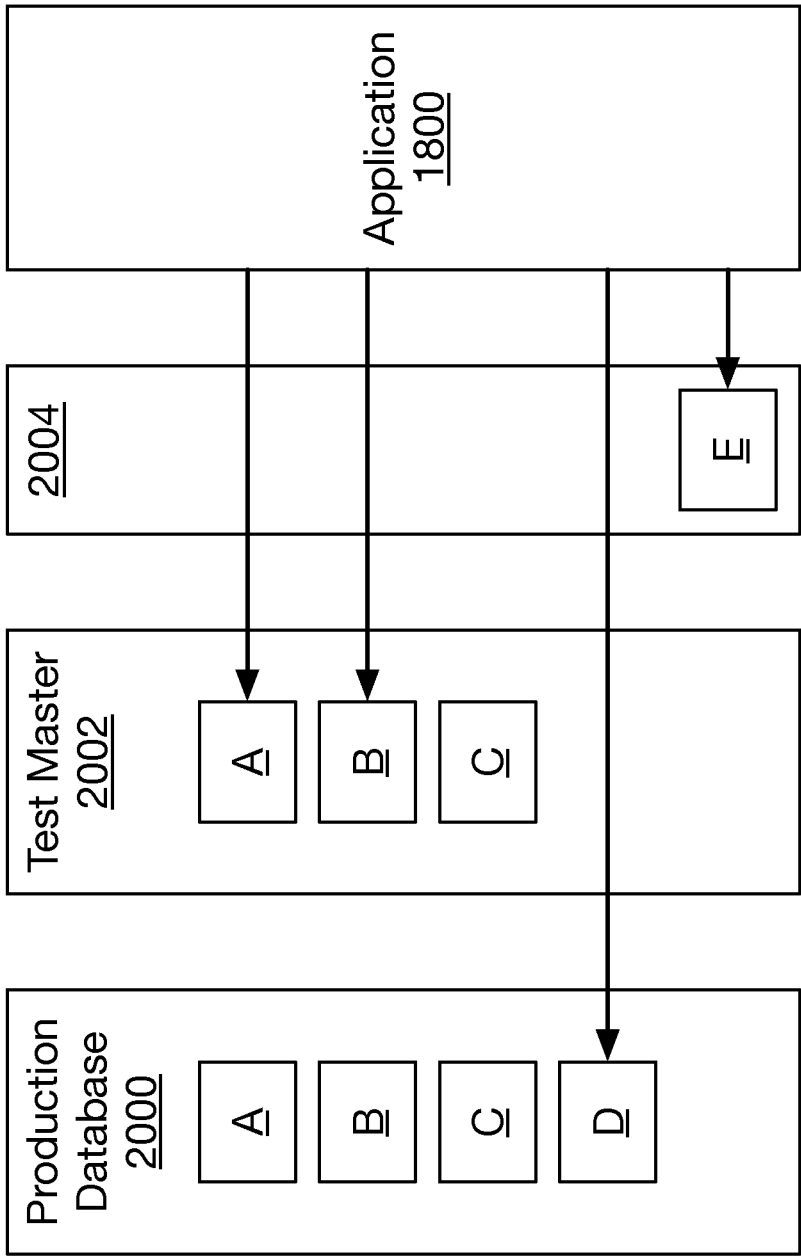 Production
Database
2000
A
B
C
D
Test Master
2002
A
B
C
2004
E
Application
1800